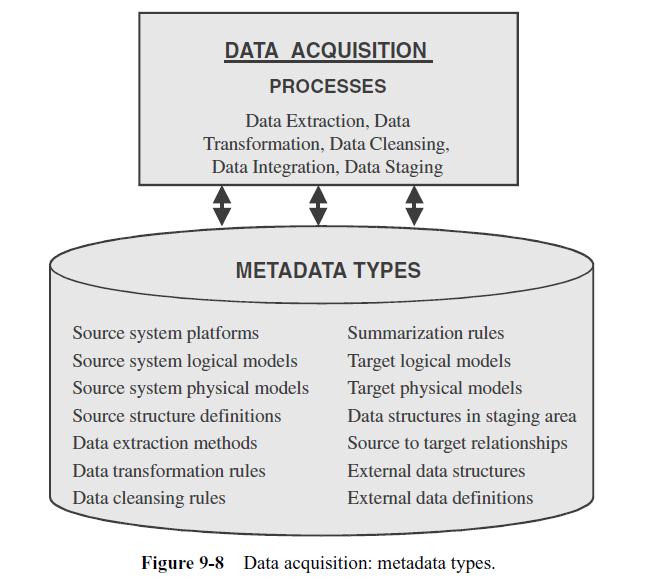 DATA ACQUISITION
PROCESSES
Data Extraction, Data
Transformation, Data Cleansing,
Data Integration, Data Staging
METADATA TYPES
Source system platforms
Source system logical models
Source system physical models
Source structure definitions
Data extraction methods
Data transformation rules
Data cleansing rules
Summarization rules
Target logical models
Target physical models
Data structures in staging area
Source to target relationships
External data structures
External data definitions
Figure 9-8 Data acquisition: metadata types.